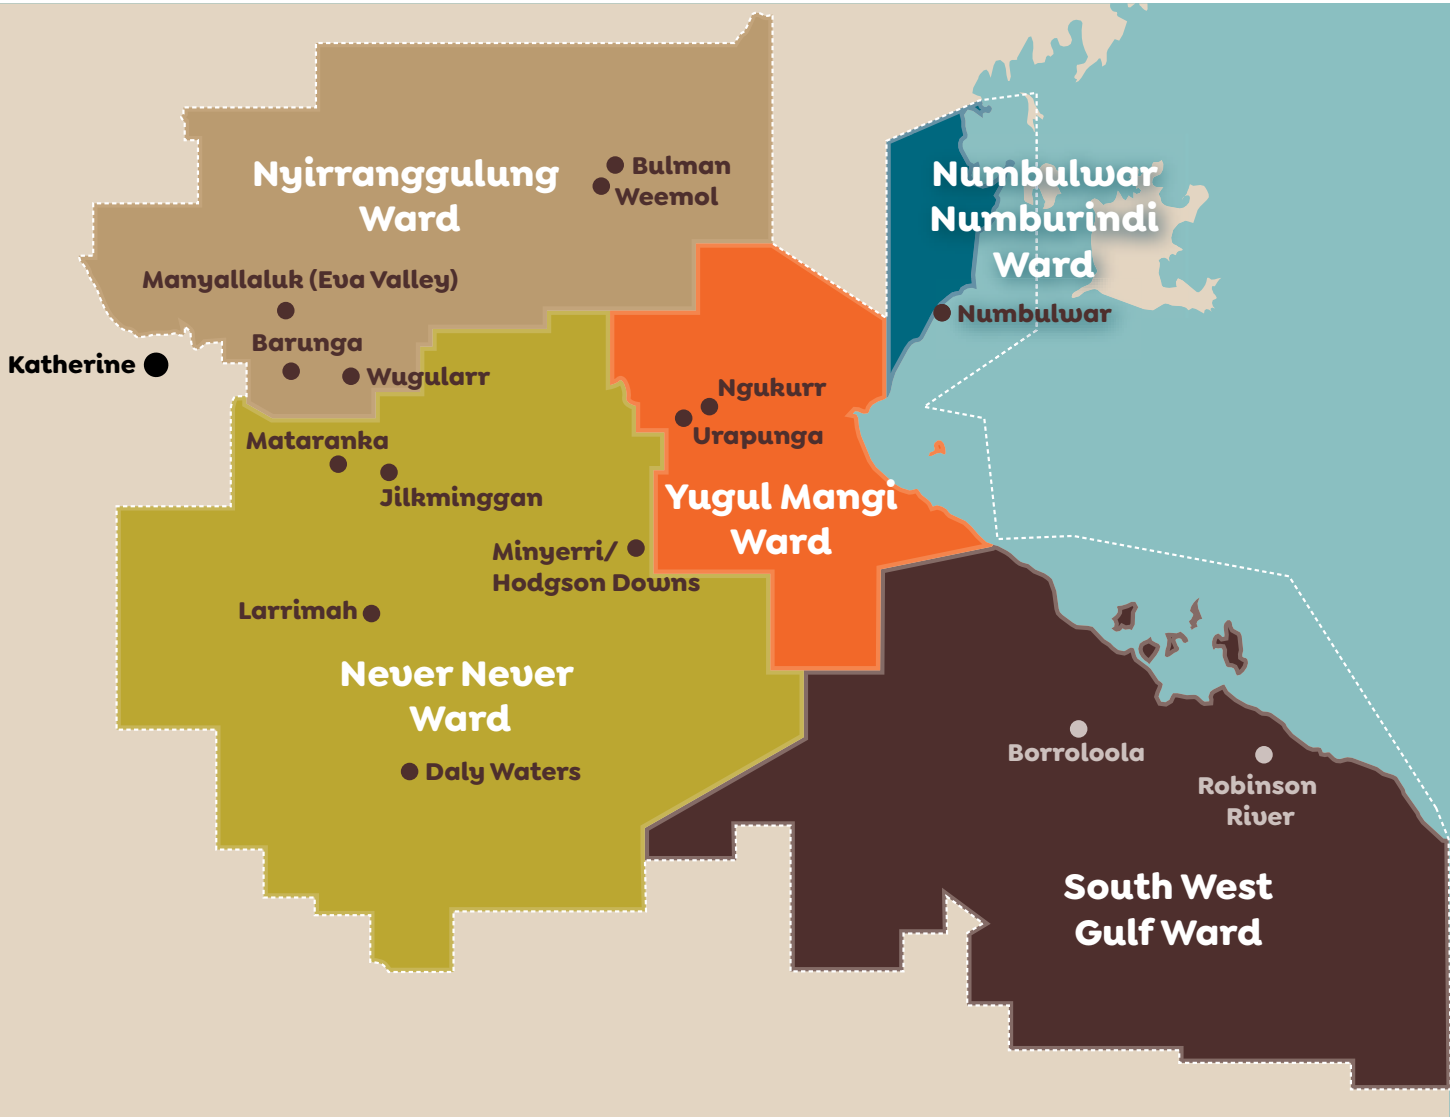 Nyirranggulung
Ward
Bulman
Weemol
Manyallaluk (Eva Valley)
Barunga
Wugularr
Katherine
Numbulwar
Numburindi
Ward
Numbulwar
Ngukurr
Urapunga
Yugul Mangi
Ward
Mataranka
Jilkminggan
Minyerri/
Hodgson Downs
Larrimah
Never Never
Ward
Daly Waters
Borroloola
Robinson
River
South West
Gulf Ward